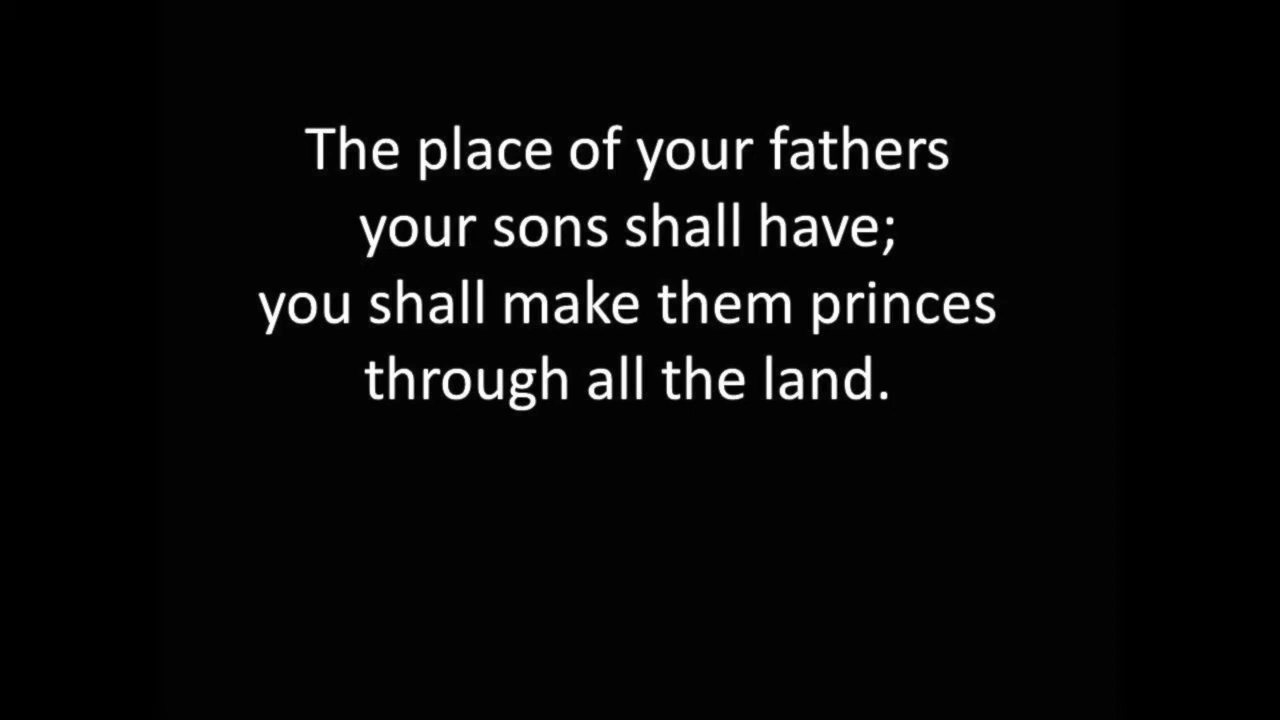 The place of your fathers
your sons shall have;
you shall make them princes
through all the land.